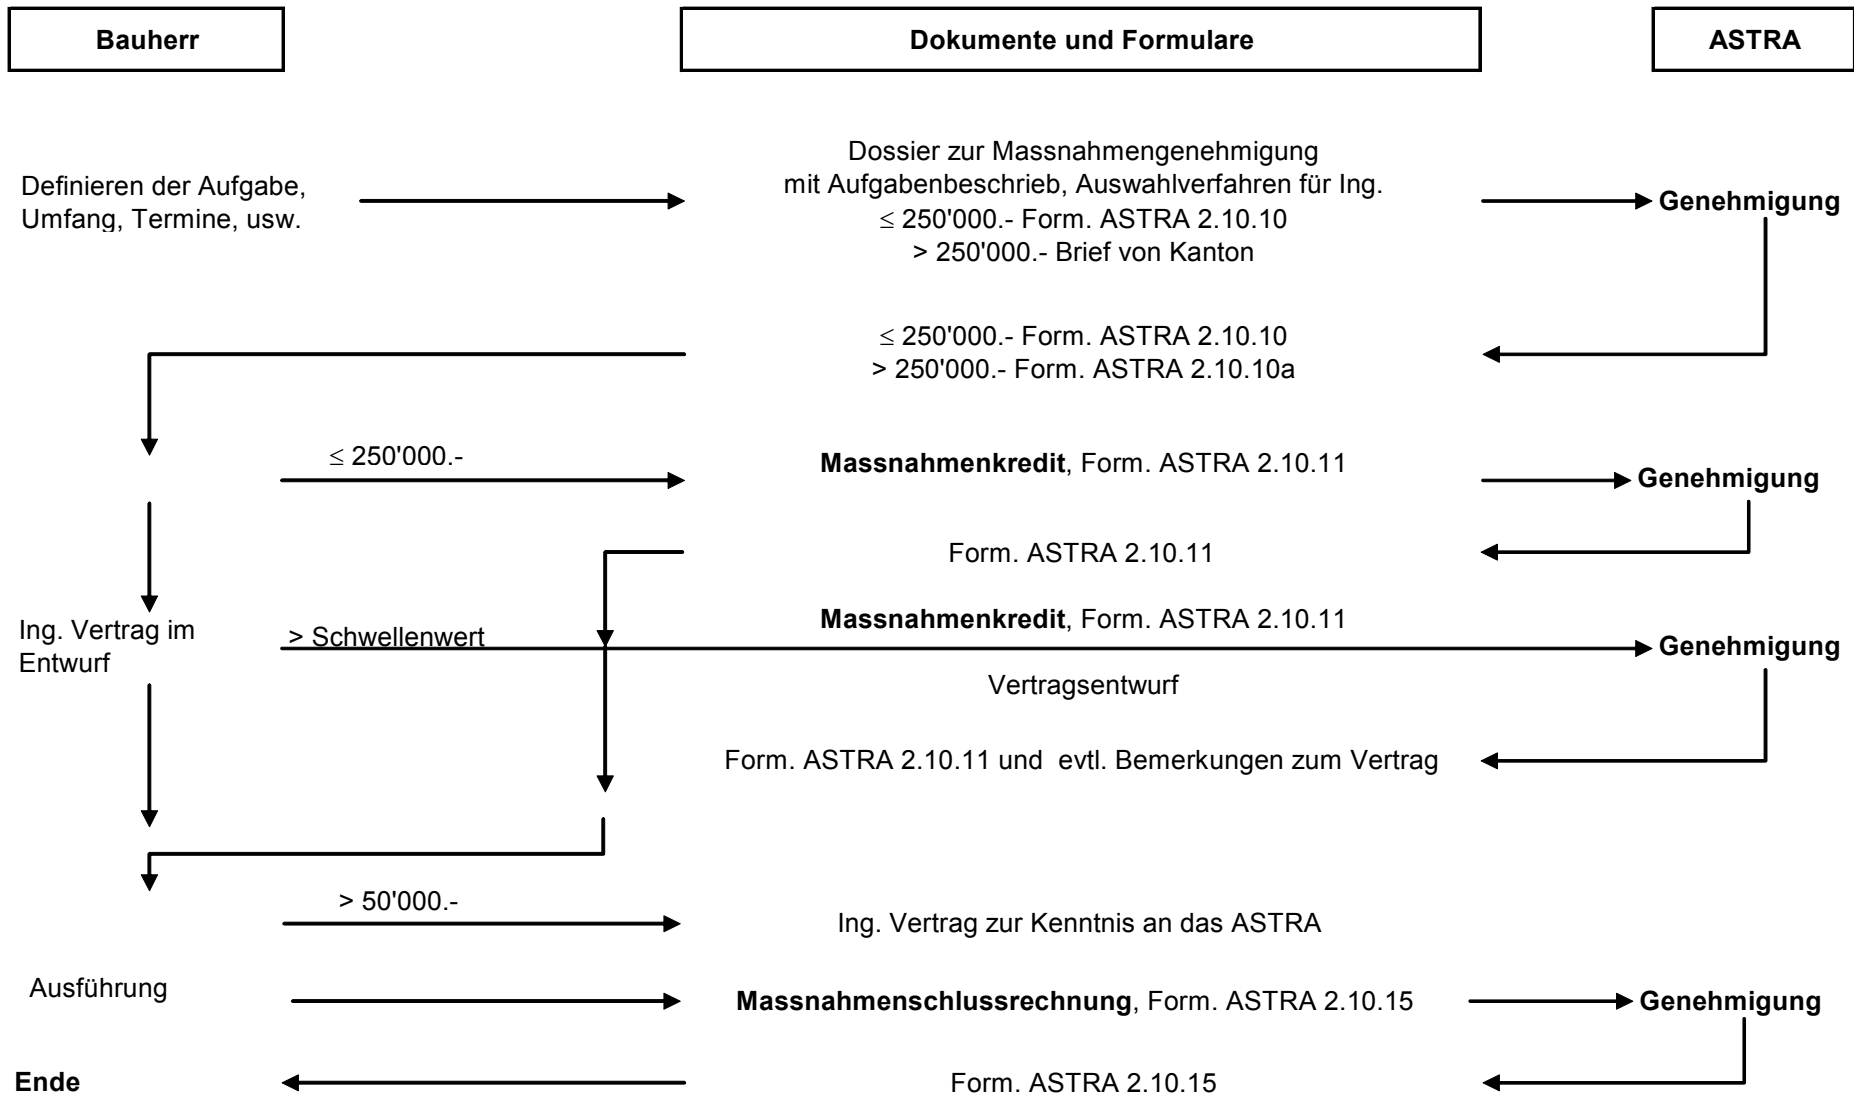 Bauherr
Dokumente und Formulare
ASTRA
Dossier zur Massnahmengenehmigung
Definieren der Aufgabe,
mit Aufgabenbeschrieb, Auswahlverfahren für Ing.
Genehmigung
Umfang, Termine, usw.
≤ 250'000.- Form. ASTRA 2.10.10
> 250'000.- Brief von Kanton
≤ 250'000.- Form. ASTRA 2.10.10
> 250'000.- Form. ASTRA 2.10.10a
≤ 250'000.-
Massnahmenkredit, Form. ASTRA 2.10.11
Genehmigung
Form. ASTRA 2.10.11
Massnahmenkredit, Form. ASTRA 2.10.11
Ing. Vertrag im
Entwurf
> Schwellenwert
Genehmigung
Vertragsentwurf
Form. ASTRA 2.10.11 und evtl. Bemerkungen zum Vertrag
> 50'000.-
Ing. Vertrag zur Kenntnis an das ASTRA
Ausführung
Massnahmenschlussrechnung, Form. ASTRA 2.10.15
Genehmigung
Ende
Form. ASTRA 2.10.15